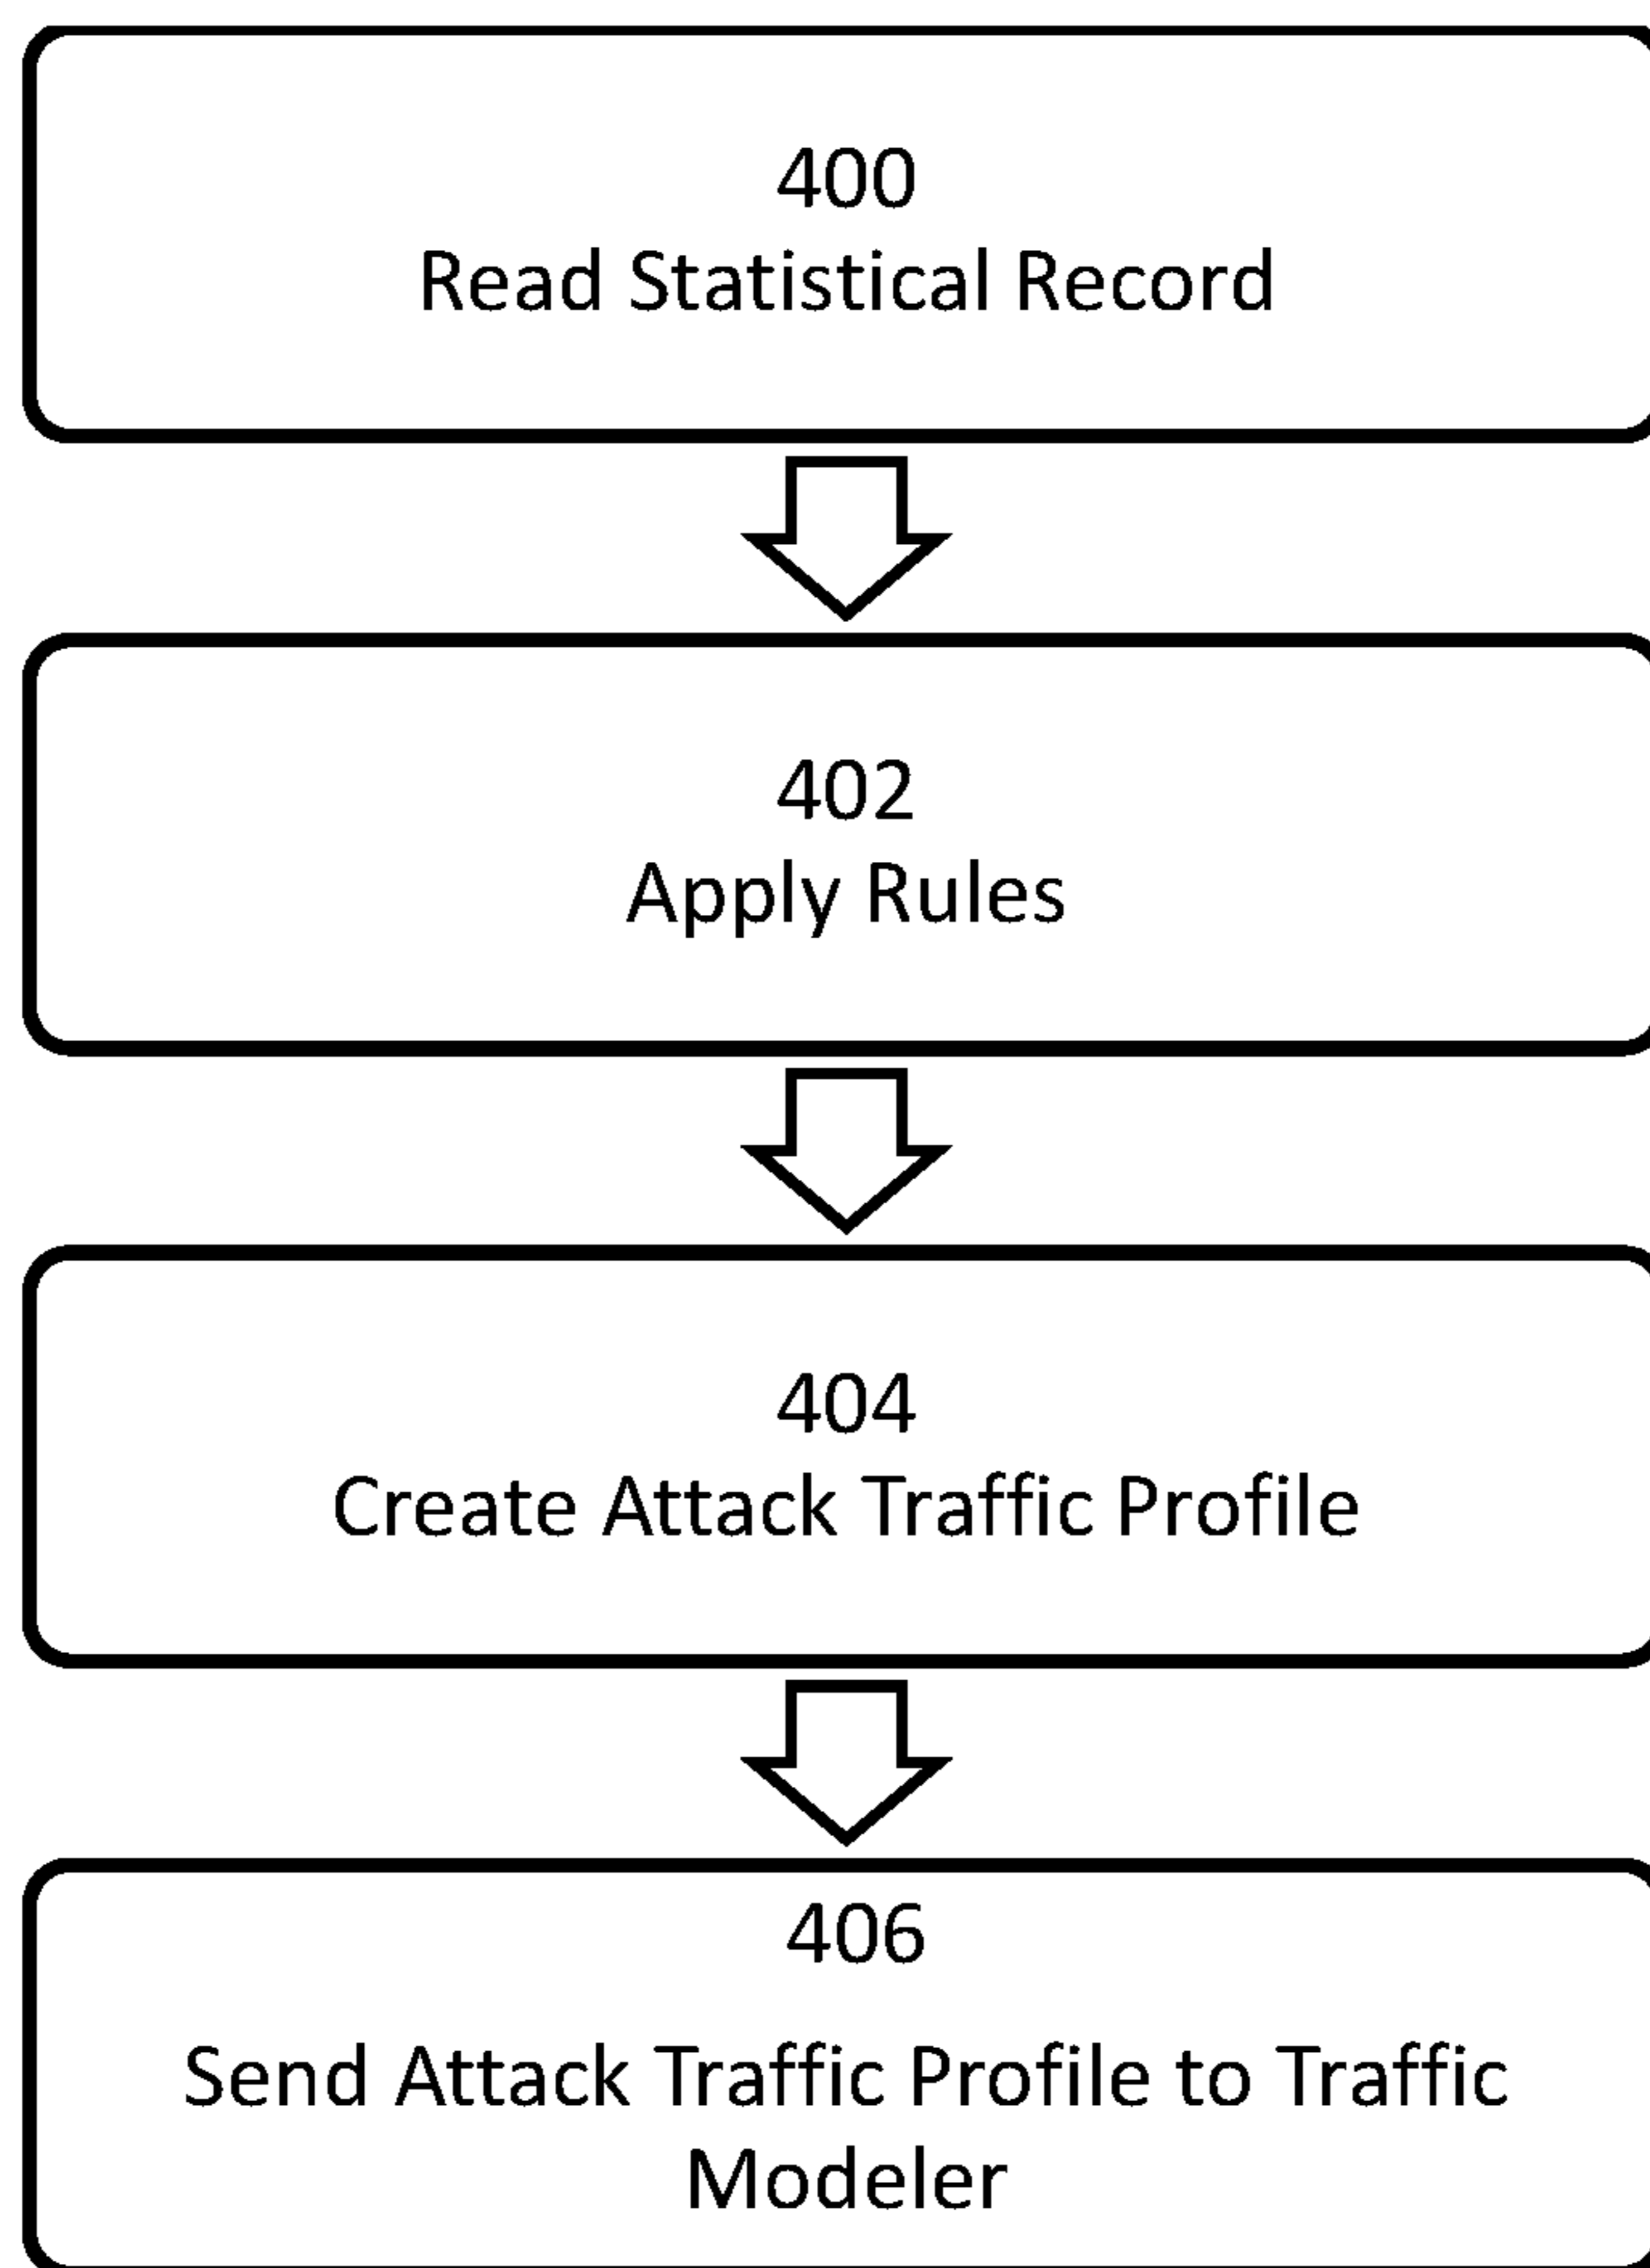 400
Read Statistical Record
402
Apply Rules
404
Create Attack Traffic Profile
406
Send Attack Traffic Profile to Traffic
Modeler